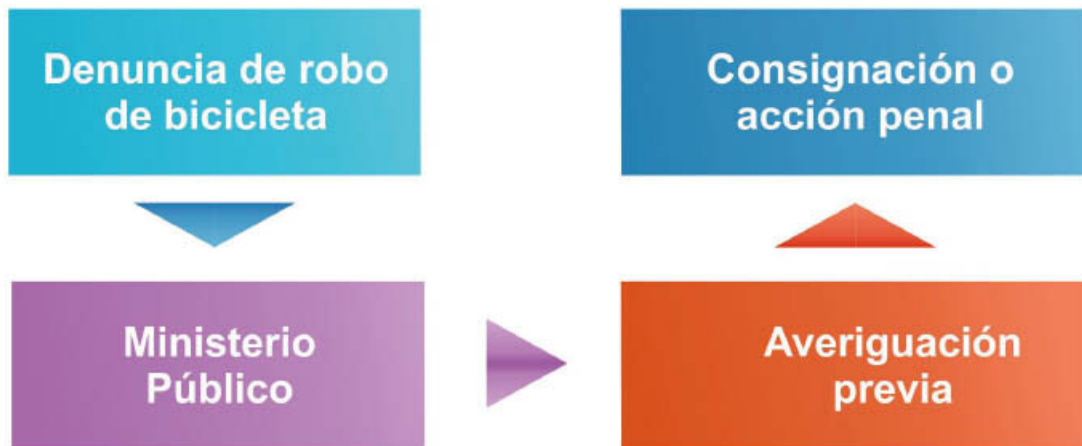 Denuncia de robo
de bicicleta
Ministerio
Público
Averiguación
previa
Consignación o
acción penal